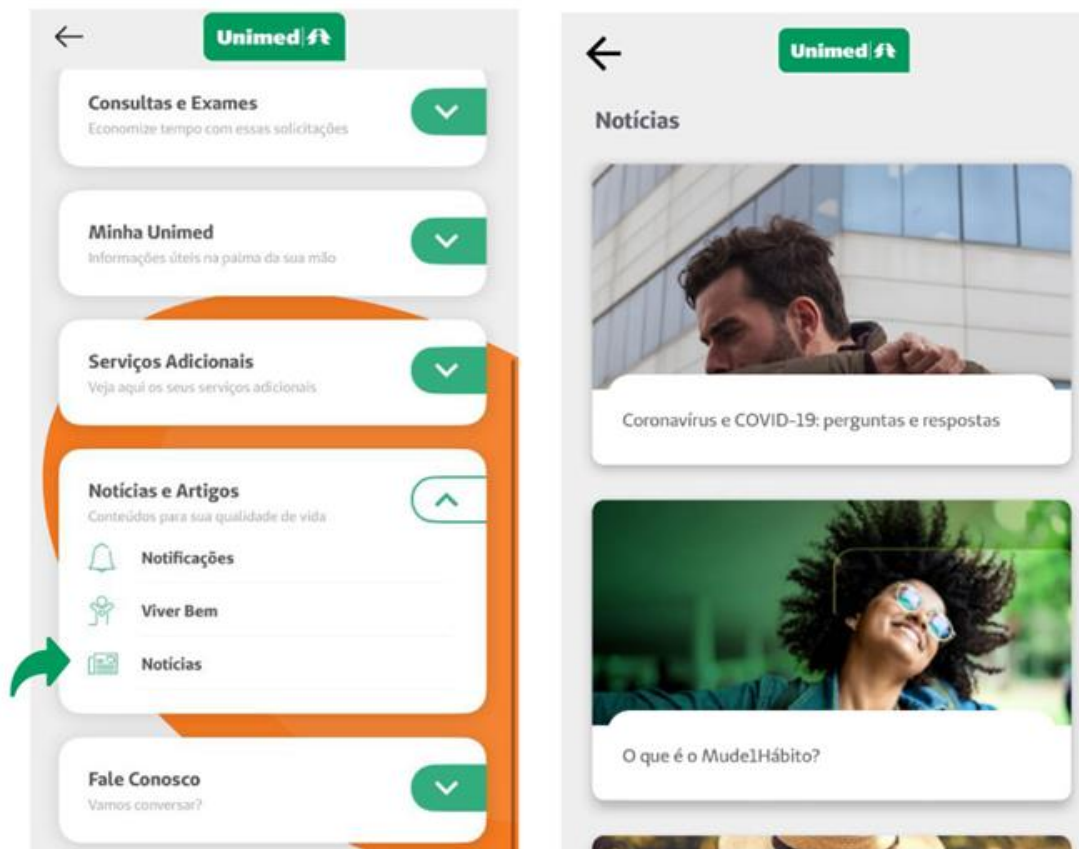 Unimed
Consultas e Exames
Economize tempo com essas solicitações
Minha Unimed
Informações úteis na palma da sua mão
Serviços Adicionais
Veja aqui os seus serviços adicionais
Notícias e Artigos
Conteúdos para sua qualidade de vida
Notificações
Viver Bem
Notícias
Fale Conosco
Vamos conversar?
Unimed
Notícias
Coronavírus e COVID-19: perguntas e respostas
O que é o Mude1Hábito?